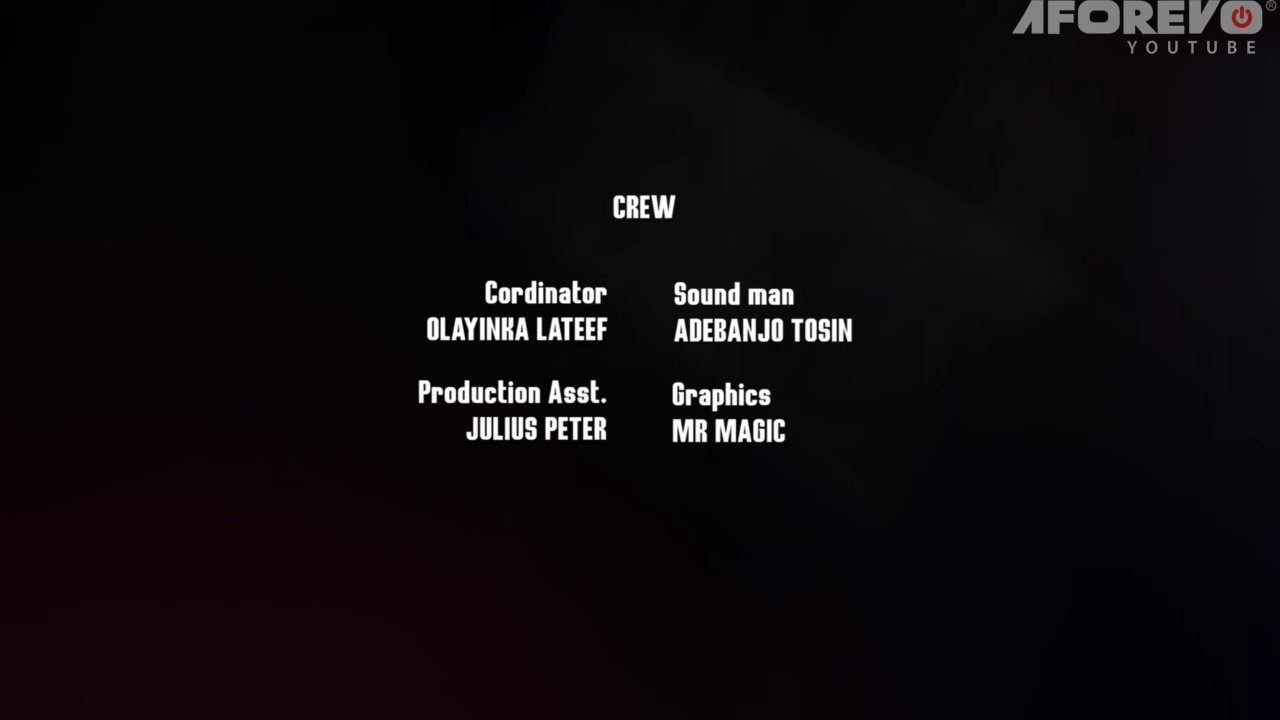 AFOREVO®
YOUTUBE
CREW
Cordinator
OLAYINKA LATEEF
Sound man
ADEBANJO TOSIN
Production Asst.
JULIUS PETER
Graphics
MR MAGIC